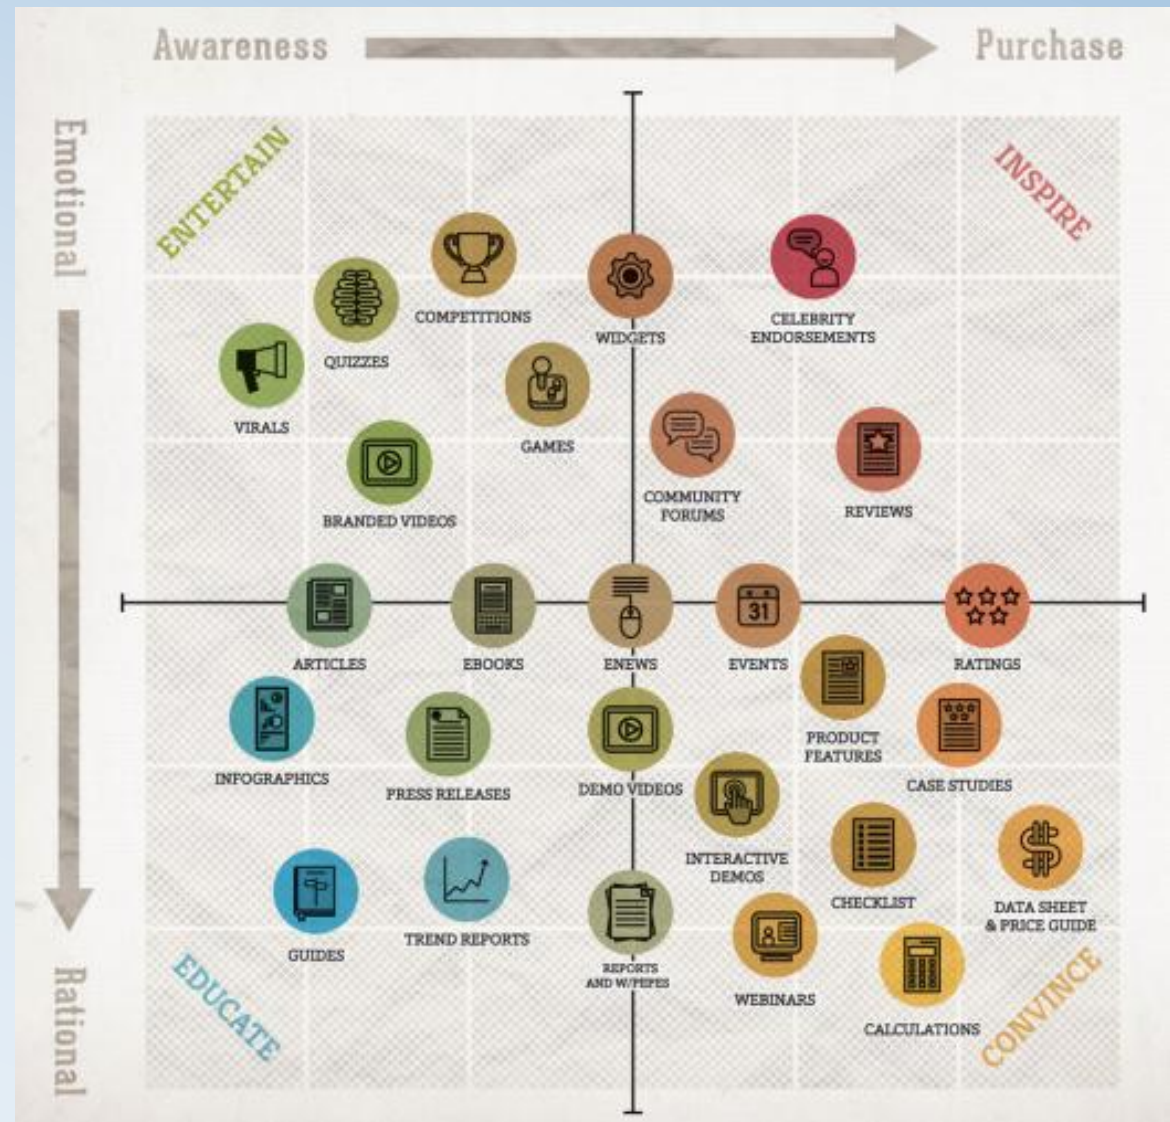 Awareness
Purchase
Emotional
ENTERTAIN
INSPIRE
COMPETITIONS
WIDGETS
CELEBRITY
ENDORSEMENTS
QUIZZES
VIRALS
GAMES
BRANDED VIDEOS
COMMUNITY
FORUMS
REVIEWS
31
ARTICLES
EBOOKS
ENEWS
EVENTS
RATINGS
INFOGRAPHICS
PRESS RELEASES
DEMO VIDEOS
PRODUCT
FEATURES
CASE STUDIES
INTERACTIVE
DEMOS
CHECKLIST
DATA SHEET
& PRICE GUIDE
GUIDES
TREND REPORTS
REPORTS
AND W/PEPES
WEBINARS
CALCULATIONS
Rational
EDUCATE
CONVINCE